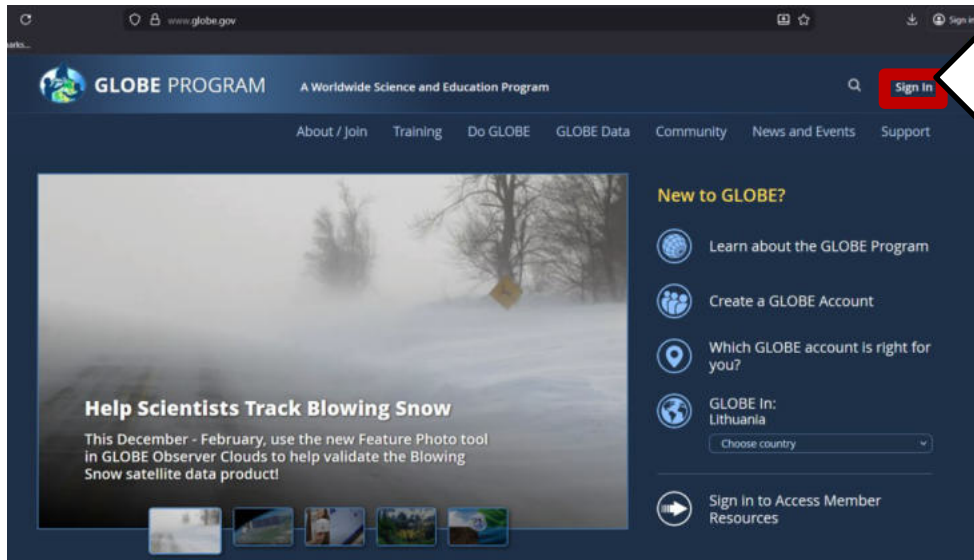 www.globe.gov
Sign in
arks...
GLOBE PROGRAM
A Worldwide Science and Education Program
Sign In
About / Join Training Do GLOBE GLOBE Data Community News and Events Support
New to GLOBE?
Learn about the GLOBE Program
Create a GLOBE Account
Which GLOBE account is right for
you?
GLOBE In:
Lithuania
Choose country
Sign in to Access Member
Resources
Help Scientists Track Blowing Snow
This December - February, use the new Feature Photo tool
in GLOBE Observer Clouds to help validate the Blowing
Snow satellite data product!